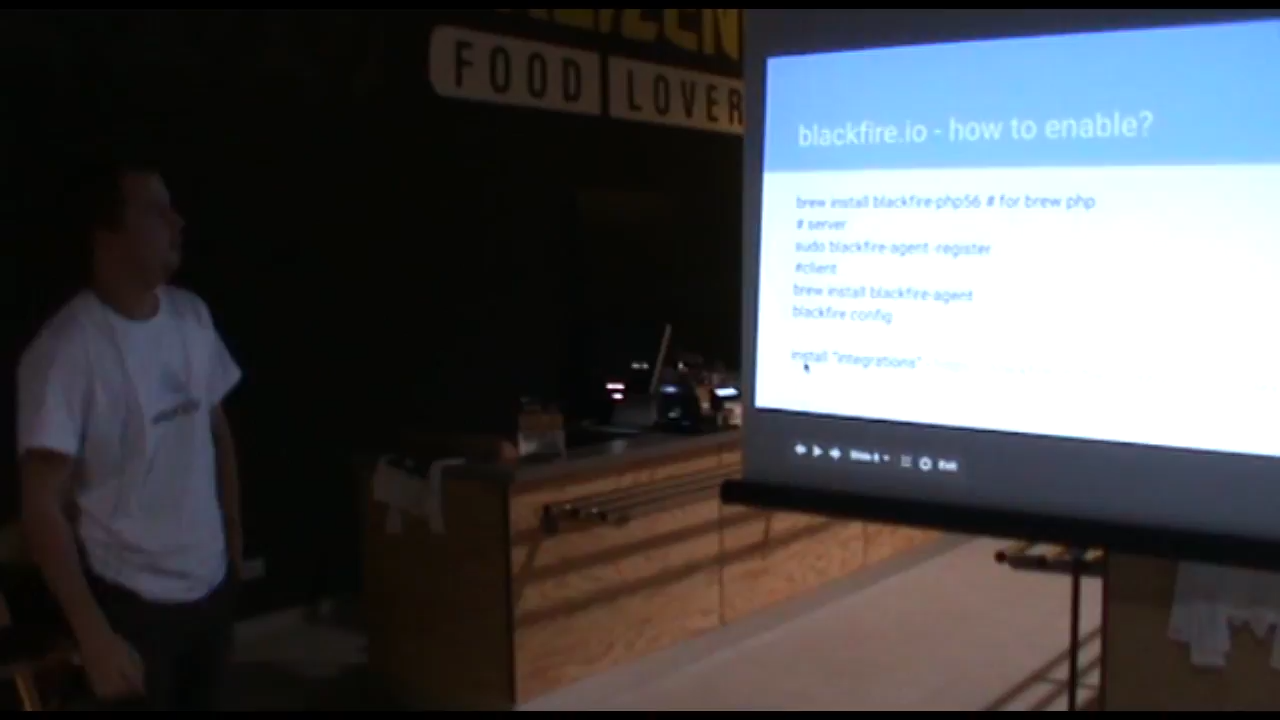 FOOD LOVER
blackfire.io - how to enable?
brew install blackfire-php56 # for brew php
# server
sudo blackfire-agent -register
#client
brew install blackfire-agent
blackfire config
install "integrations"
Exit